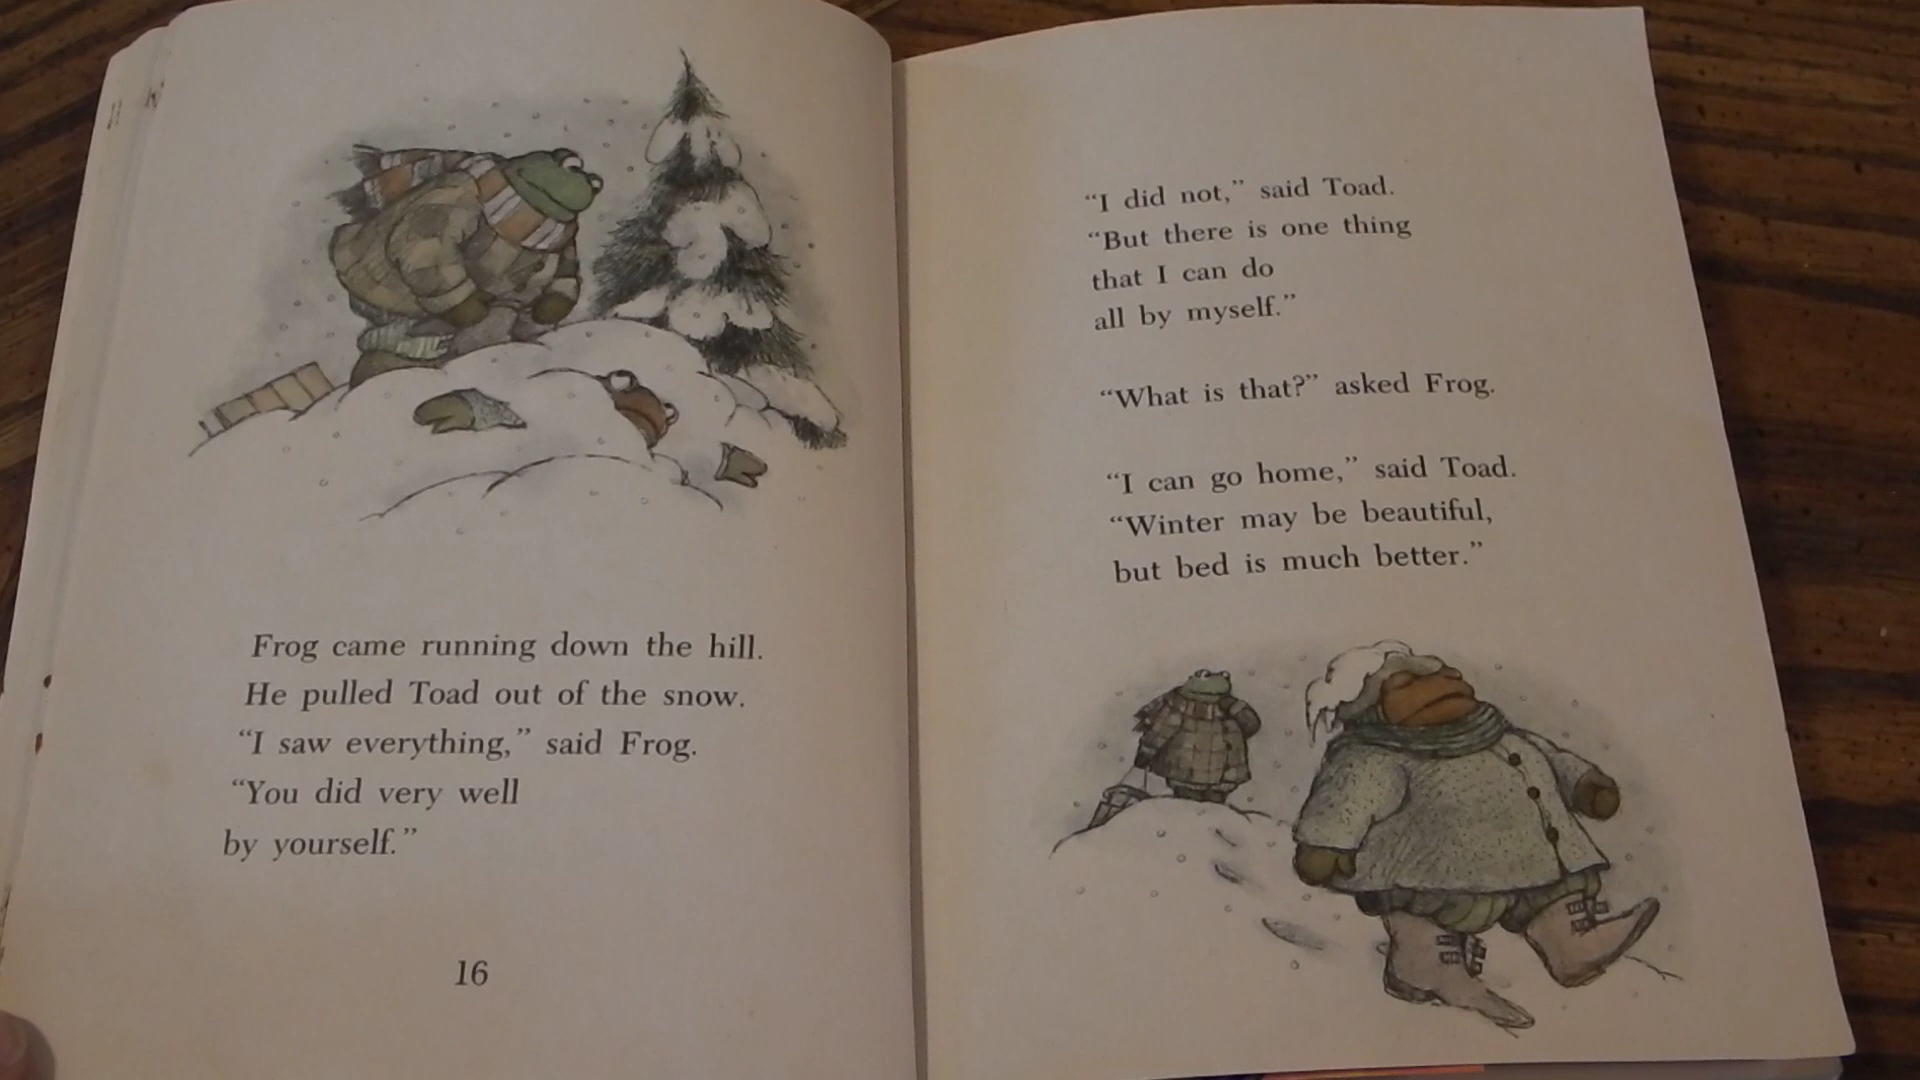 Frog came running down the hill.
He pulled Toad out of the snow.
“I saw everything,” said Frog.
“You did very well
by yourself.”
16
“I did not,” said Toad.
“But there is one thing
that I can do
all by myself.”
“What is that?” asked Frog.
“I can go home,” said Toad.
“Winter may be beautiful,
but bed is much better.”